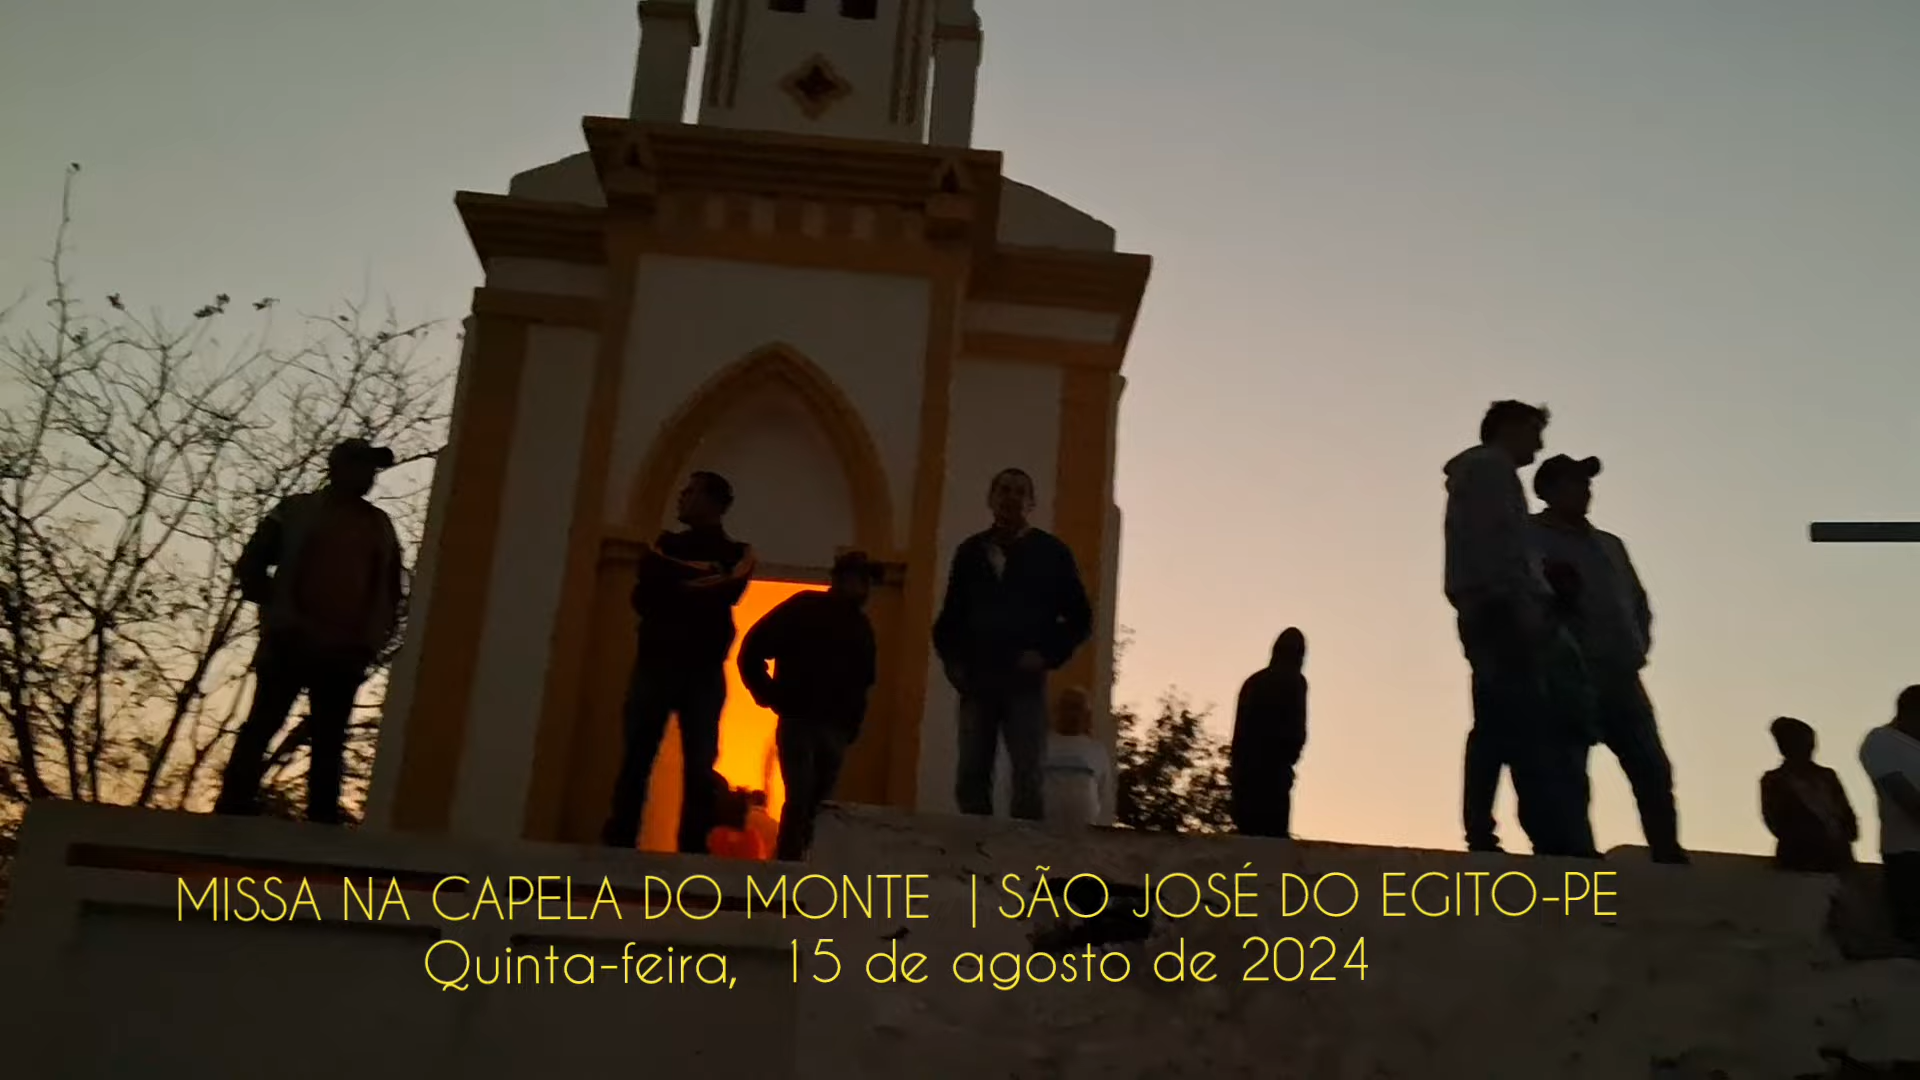 MISSA NA CAPELA DO MONTE | SÃO JOSÉ DO EGITO-PE
Quinta-feira, 15 de agosto de 2024